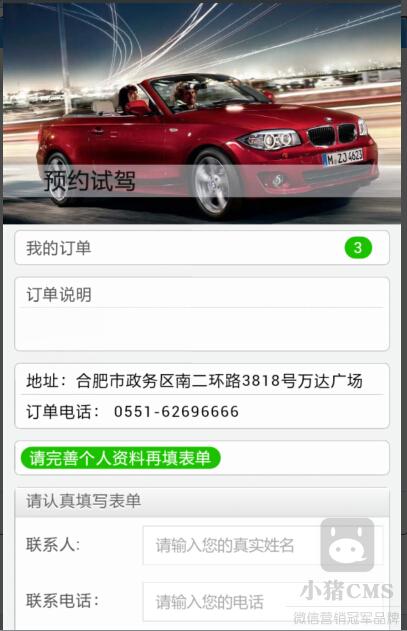 M ZJ 4623
预约试驾
我的订单 3
订单说明
地址：合肥市政务区南二环路3818号万达广场
订单电话： 0551-62696666
请完善个人资料再填表单
请认真填写表单
联系人: 请输入您的真实姓名
联系电话： 请输入您的电话
小猪CMS
微信营销冠军品牌